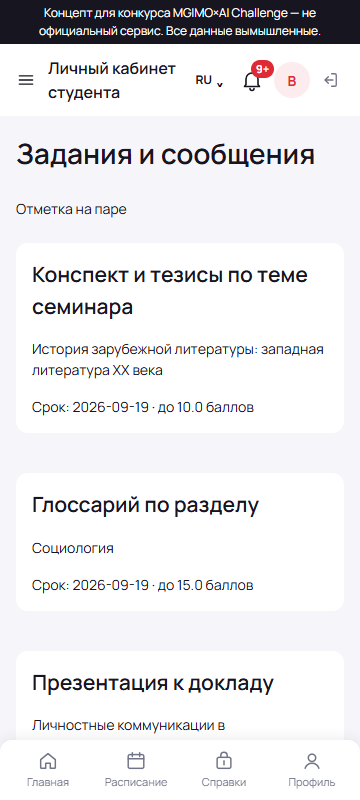 Концепт для конкурса MGIMO×AI Challenge — не
официальный сервис. Все данные вымышленные.
Личный кабинет
студента
RU
9+
В
Задания и сообщения
Отметка на паре
Конспект и тезисы по теме
семинара
История зарубежной литературы: западная
литература XX века
Срок: 2026-09-19 · до 10.0 баллов
Глоссарий по разделу
Социология
Срок: 2026-09-19 · до 15.0 баллов
Презентация к докладу
Личностные коммуникации в
Главная
Расписание
Справки
Профиль